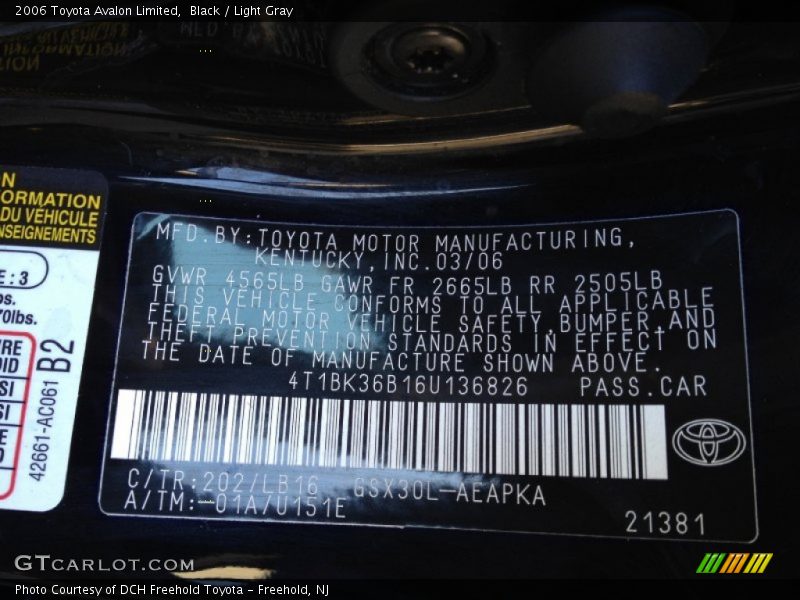 2006 Toyota Avalon Limited, Black / Light Gray
N
ORMATION
DU VÉHICULE
NSEIGNEMENTS
E : 3
os.
70lbs.
42661-AC061 B2
MFD.BY:TOYOTA MOTOR MANUFACTURING,
KENTUCKY,INC.03/06
GVWR 4565LB GAWR FR 2665LB RR 2505LB
THIS VEHICLE CONFORMS TO ALL APPLICABLE
FEDERAL MOTOR VEHICLE SAFETY,BUMPER,AND
THEFT PREVENTION STANDARDS IN EFFECT ON
THE DATE OF MANUFACTURE SHOWN ABOVE.
4T1BK36B16U136826 PASS.CAR
C/TR:202/LB16 GSX30L-AEAPKA
A/TM:-01A/U151E
21381
GTCARLOT.COM
Photo Courtesy of DCH Freehold Toyota - Freehold, NJ